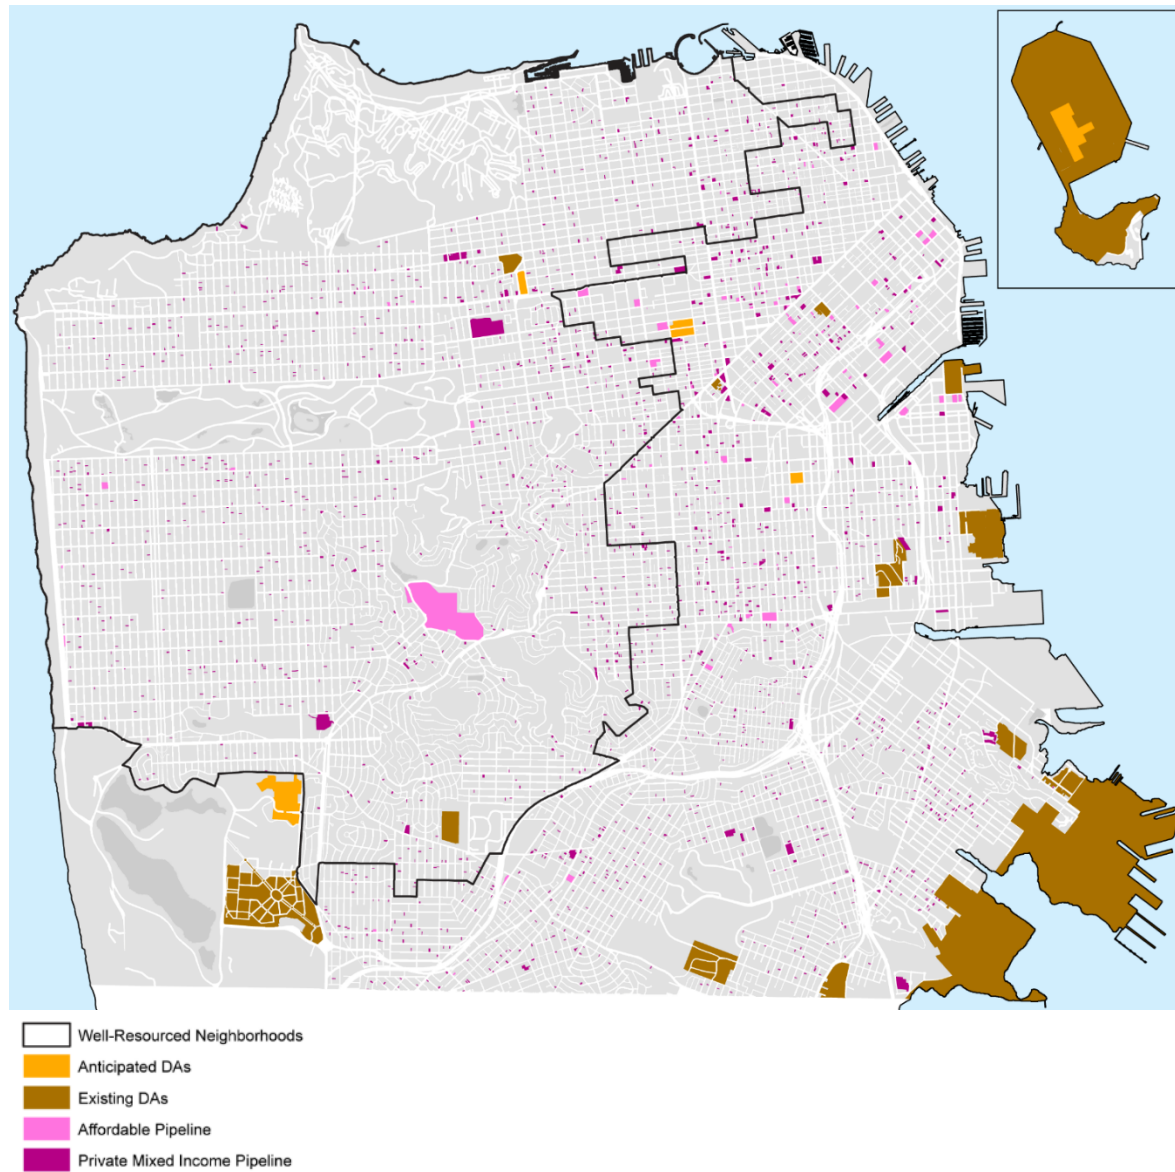 Well-Resourced Neighborhoods
Anticipated DAs
Existing DAs
Affordable Pipeline
Private Mixed Income Pipeline